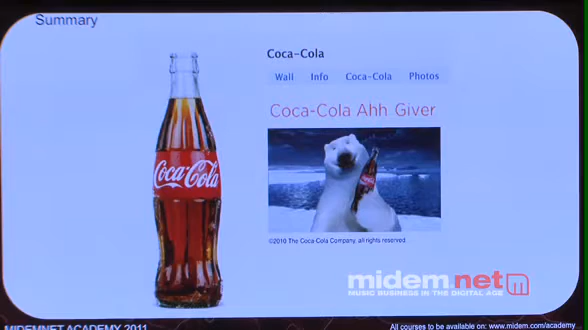 Summary
Coca-Cola
Wall Info Coca-Cola Photos
Coca-Cola Ahh Giver
Coca-Cola
©2010 The Coca-Cola Company, all rights reserved
midem.net
MUSIC BUSINESS IN THE DIGITAL AGE
MIDEMNET ACADEMY 2011
All courses to be available on: www.midem.com/academy